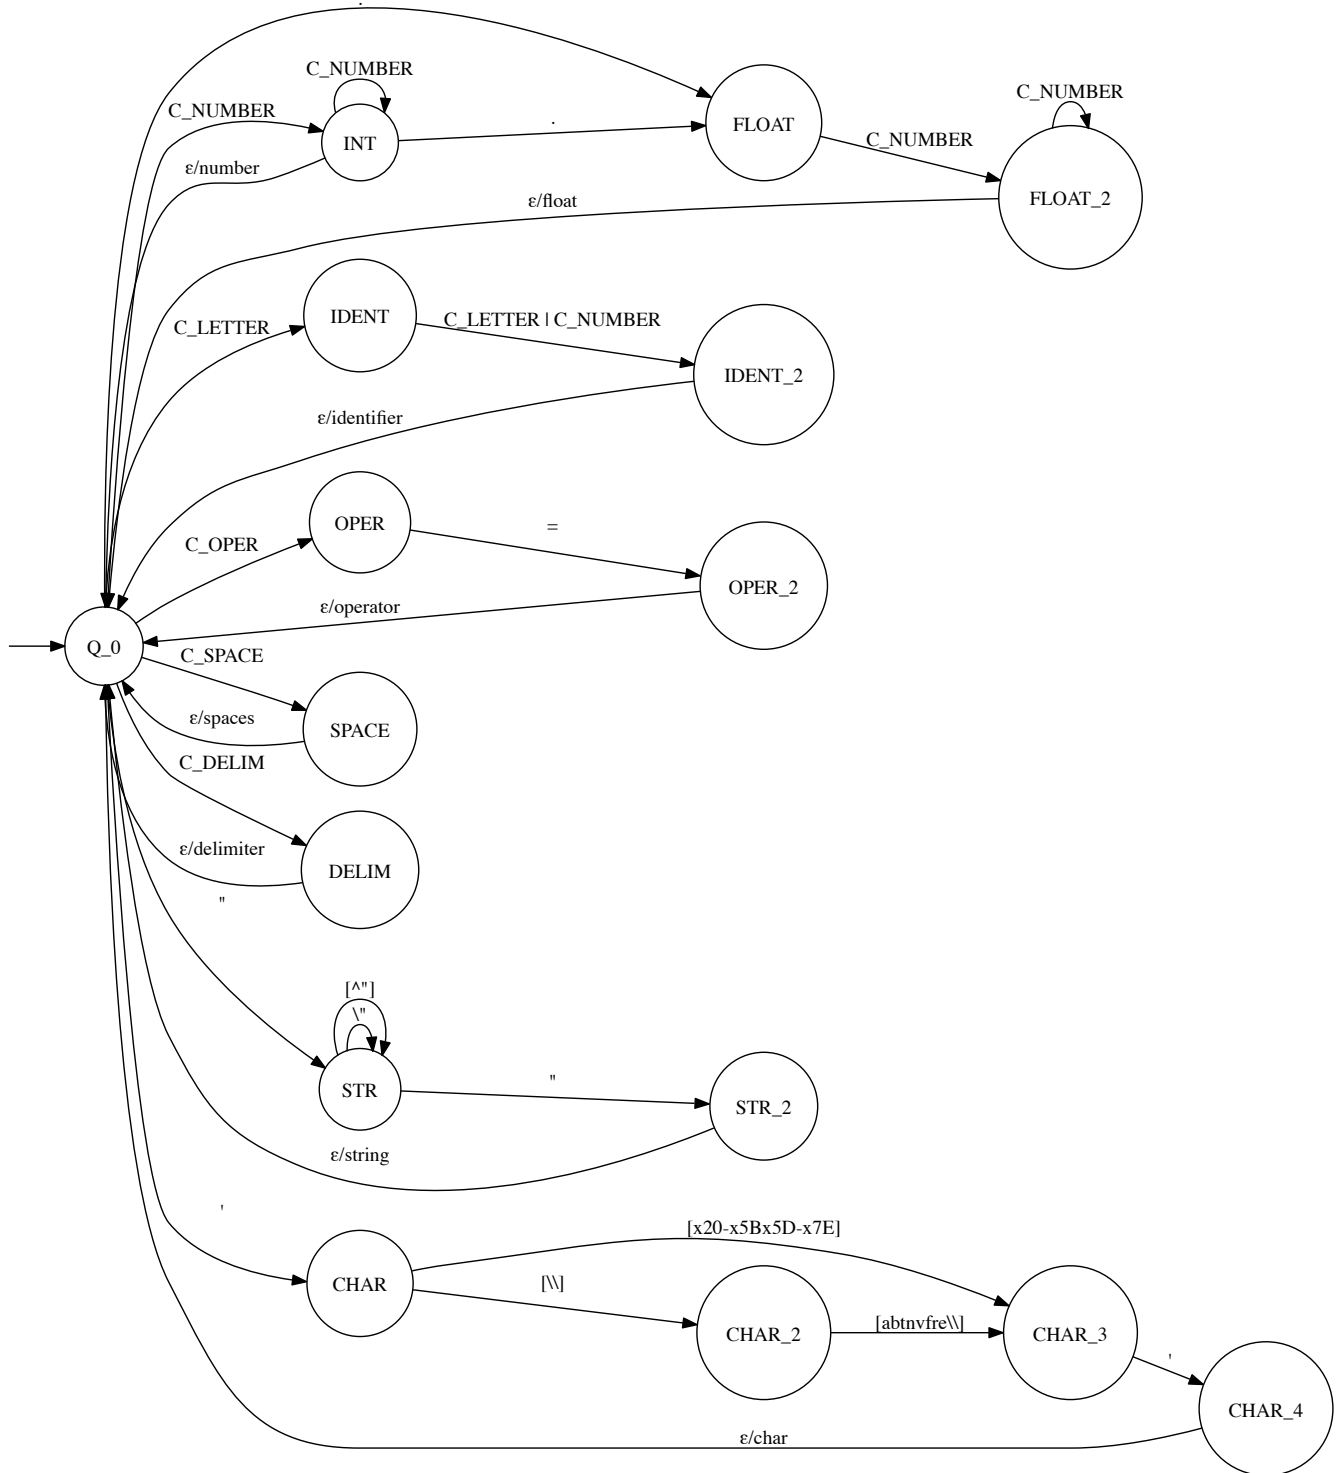 .
C_NUMBER
C_NUMBER
C_NUMBER
INT
.
FLOAT
C_NUMBER
ε/number
FLOAT_2
ε/float
C_LETTER
IDENT
C_LETTER | C_NUMBER
IDENT_2
ε/identifier
OPER
C_OPER
=
OPER_2
ε/operator
Q_0
C_SPACE
ε/spaces
SPACE
C_DELIM
ε/delimiter
DELIM
"
[^"]
\"
STR
"
STR_2
ε/string
'
CHAR
[x20-x5Bx5D-x7E]
[\\]
CHAR_2
[abtnvfre\\]
CHAR_3
'
CHAR_4
ε/char